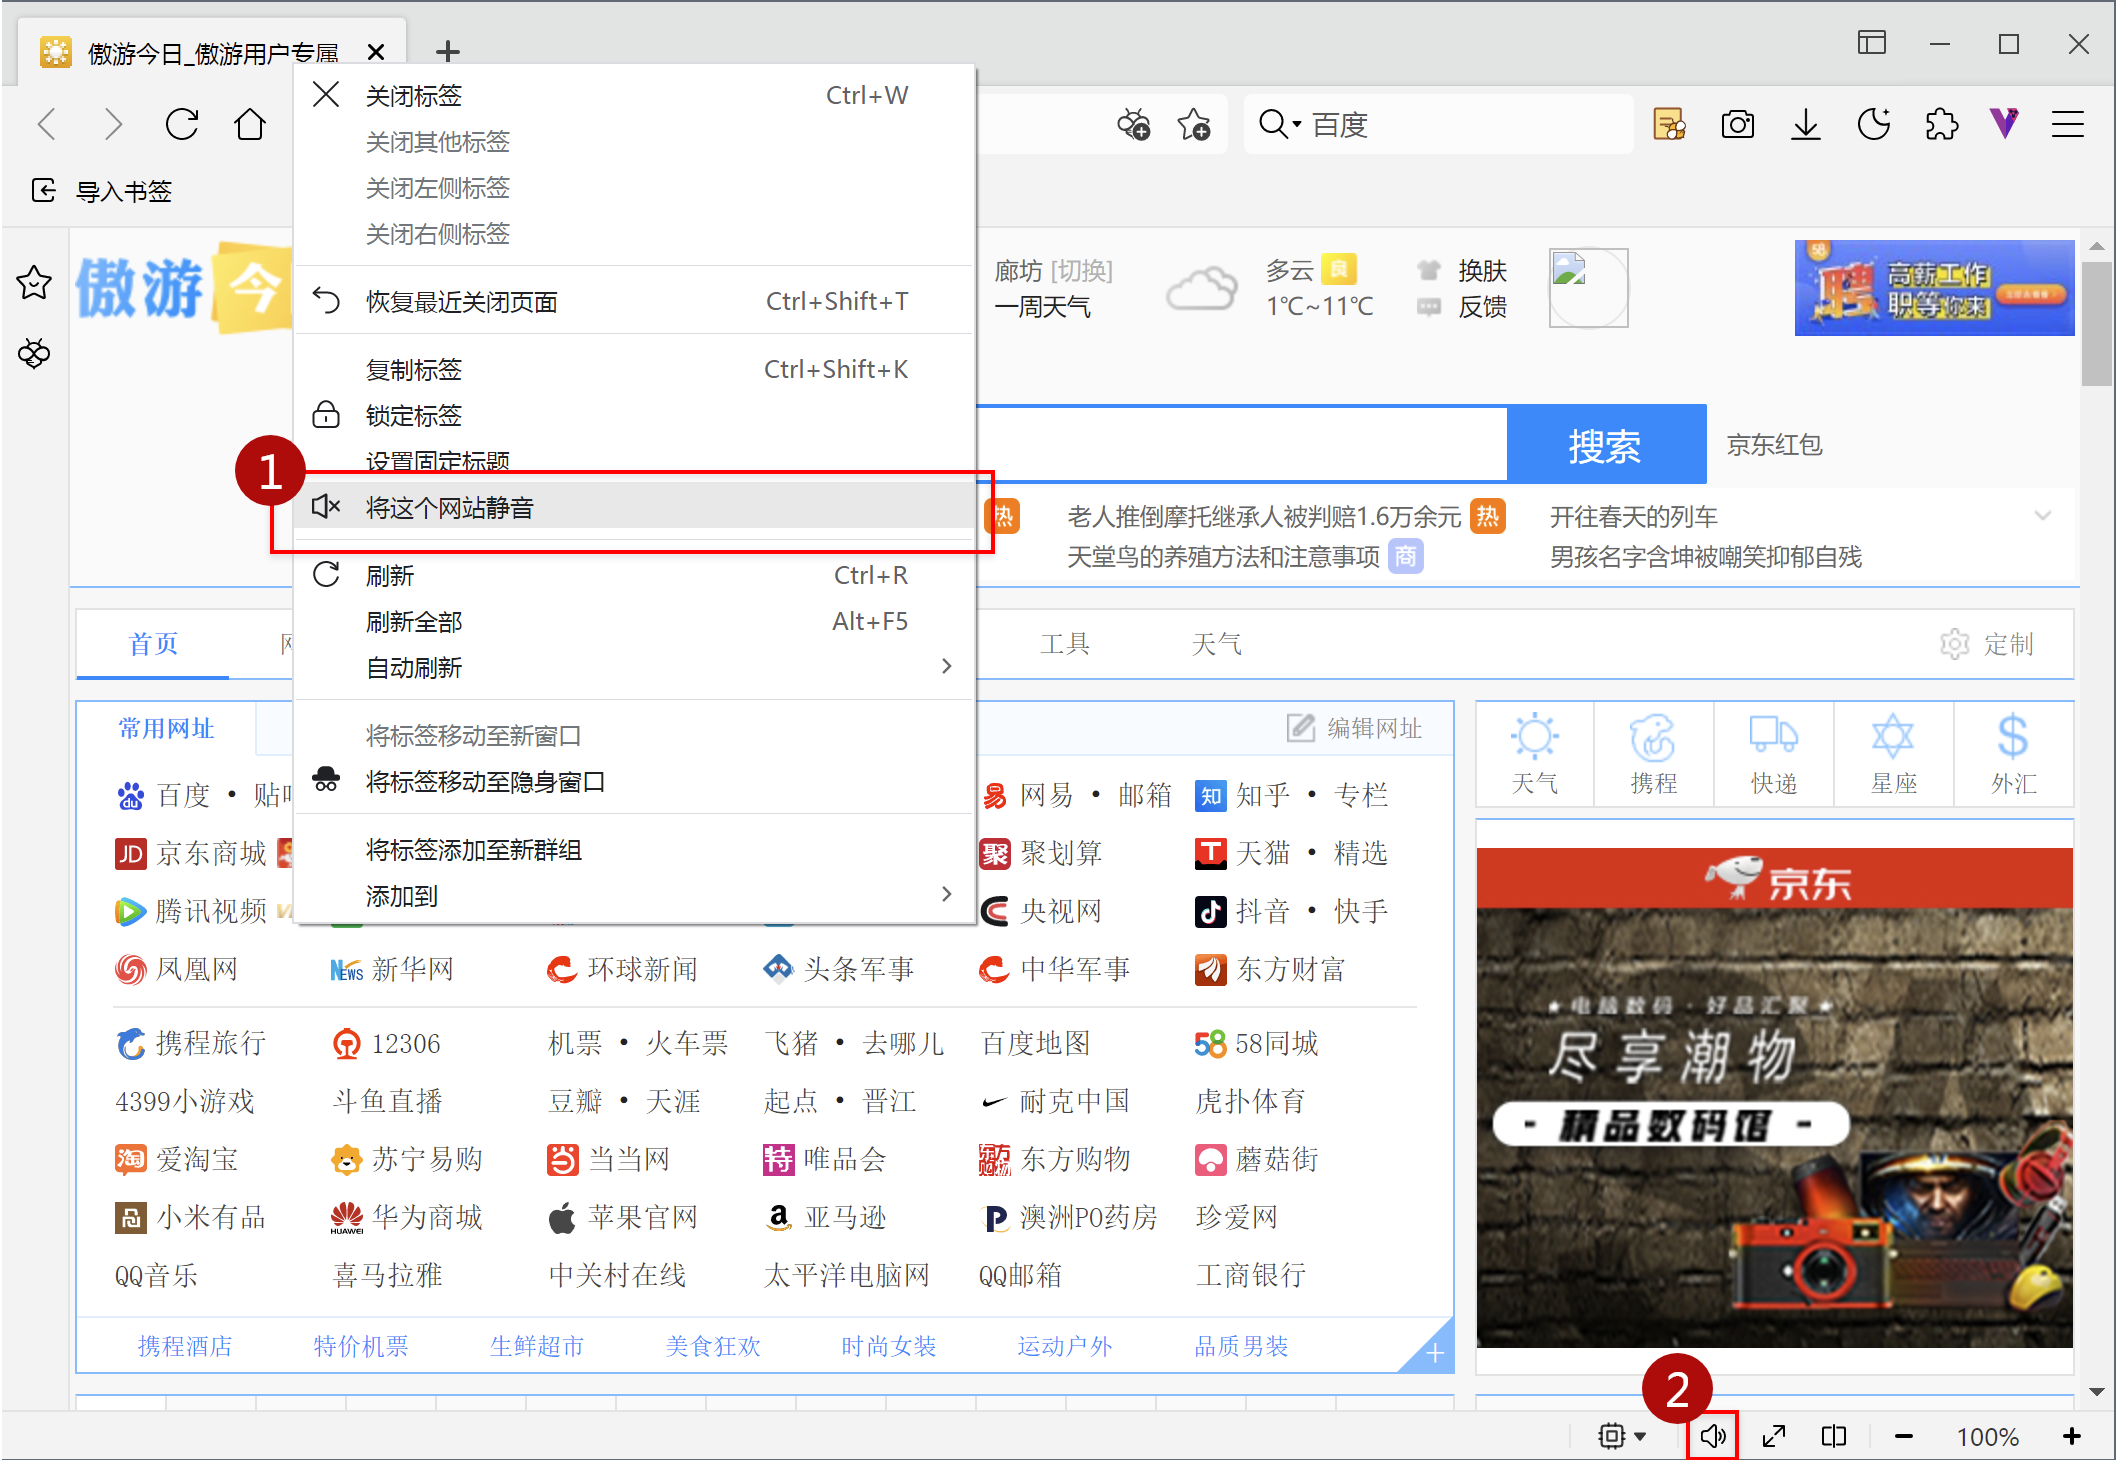 傲游今日_傲游用户专属
关闭标签 Ctrl+W
关闭其他标签
关闭左侧标签
关闭右侧标签
恢复最近关闭页面 Ctrl+Shift+T
复制标签 Ctrl+Shift+K
锁定标签
设置固定标题
1
将这个网站静音
刷新 Ctrl+R
刷新全部 Alt+F5
自动刷新
将标签移动至新窗口
将标签移动至隐身窗口
将标签添加至新群组
添加到
百度
导入书签
傲游今
廊坊 [切换]
一周天气
多云 良
1℃~11℃
换肤
反馈
58
聘 高薪工作
职等你来
搜索 京东红包
热 老人推倒摩托继承人被判赔1.6万余元 热 开往春天的列车
天堂鸟的养殖方法和注意事项 商 男孩名字含坤被嘲笑抑郁自残
首页 工具 天气 定制
常用网址 编辑网址
百度 • 贴 网易 • 邮箱 知 知乎 • 专栏
JD 京东商城 聚 聚划算 天猫 • 精选
腾讯视频 央视网 抖音 • 快手
凤凰网 NEWS 新华网 环球新闻 头条军事 中华军事 东方财富
携程旅行 12306 机票 • 火车票 飞猪 • 去哪儿 百度地图 58 58同城
4399小游戏 斗鱼直播 豆瓣 • 天涯 起点 • 晋江 耐克中国 虎扑体育
淘 爱淘宝 苏宁易购 当 当当网 特 唯品会 东方购物 东方购物 蘑菇街
小米有品 HUAWEI 华为商城 苹果官网 a 亚马逊 P 澳洲PO药房 珍爱网
QQ音乐 喜马拉雅 中关村在线 太平洋电脑网 QQ邮箱 工商银行
携程酒店 特价机票 生鲜超市 美食狂欢 时尚女装 运动户外 品质男装
天气 携程 快递 星座 外汇
京东
电脑数码 · 好品汇聚
尽享潮物
- 精品数码馆 -
2
100%